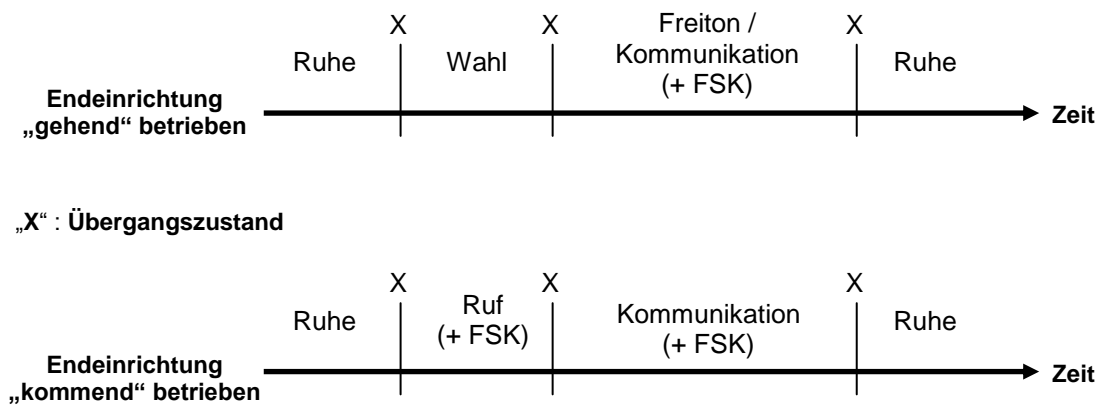 X X X
Ruhe Wahl Freiton /
Kommunikation
(+ FSK) Ruhe
Endeinrichtung
„gehend“ betrieben
Zeit
„X“ : Übergangszustand
X X X
Ruhe Ruf
(+ FSK) Kommunikation
(+ FSK) Ruhe
Endeinrichtung
„kommend“ betrieben
Zeit